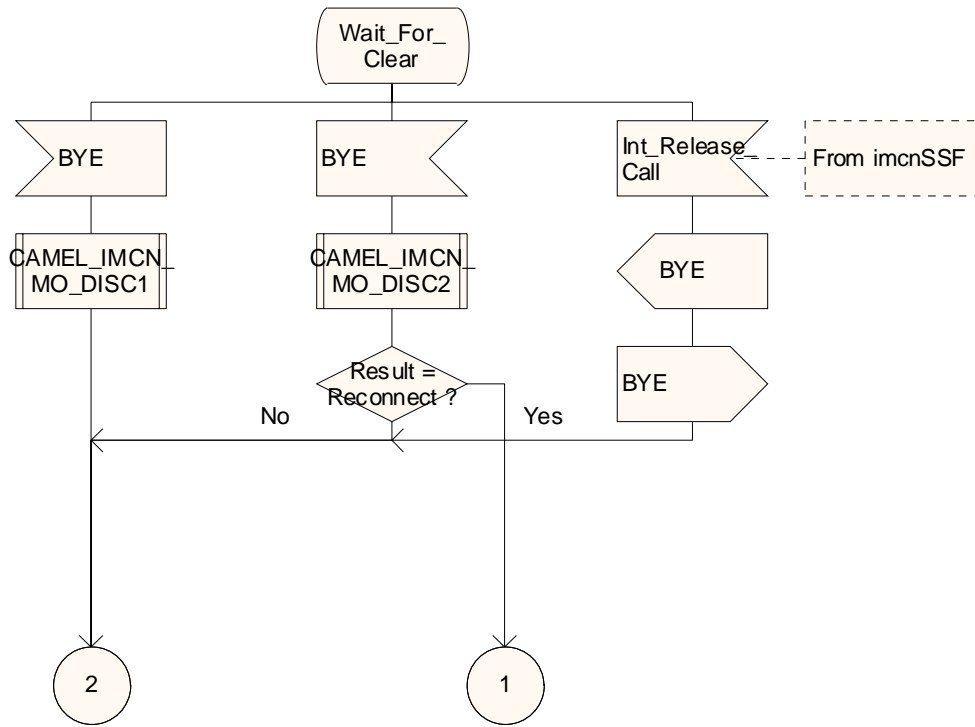 Wait_For_
Clear
BYE
BYE
Int_Release_
Call
From imcnSSF
CAMEL_IMCN_
MO_DISC1
CAMEL_IMCN_
MO_DISC2
BYE
Result =
Reconnect ?
BYE
No
Yes
2
1